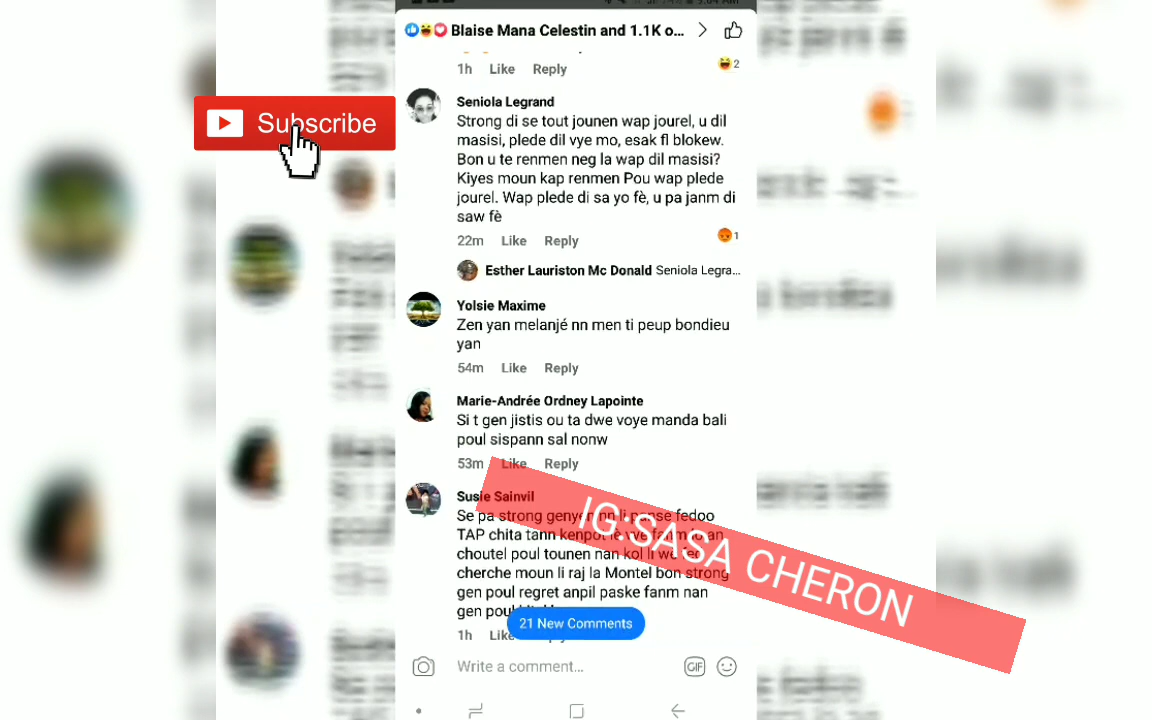 Blaise Mana Celestin and 1.1K o...
1h Like Reply
2
Subscribe
Seniola Legrand
Strong di se tout jounen wap jourel, u dil
masisi, plede dil vye mo, esak fl blokew.
Bon u te renmen neg la wap dil masisi?
Kiyes moun kap renmen Pou wap plede
jourel. Wap plede di sa yo fè, u pa janm di
saw fè
22m Like Reply
1
Esther Lauriston Mc Donald Seniola Legra...
Yolsie Maxime
Zen yan melanjé nn men ti peup bondieu
yan
54m Like Reply
Marie-Andrée Ordney Lapointe
Si t gen jistis ou ta dwe voye manda bali
poul sispann sal nonw
53m Like Reply
Susie Sainvil
Se pa strong genyen nn li panse fedoo
TAP chita tann kenpot lè vye fanm lo an
choutel poul tounen nan kol li wè
cherche moun li raj la Montel bon strong
gen poul regret anpil paske fanm nan
gen poul
1h Like
IG:SASA CHERON
21 New Comments
Write a comment...
GIF